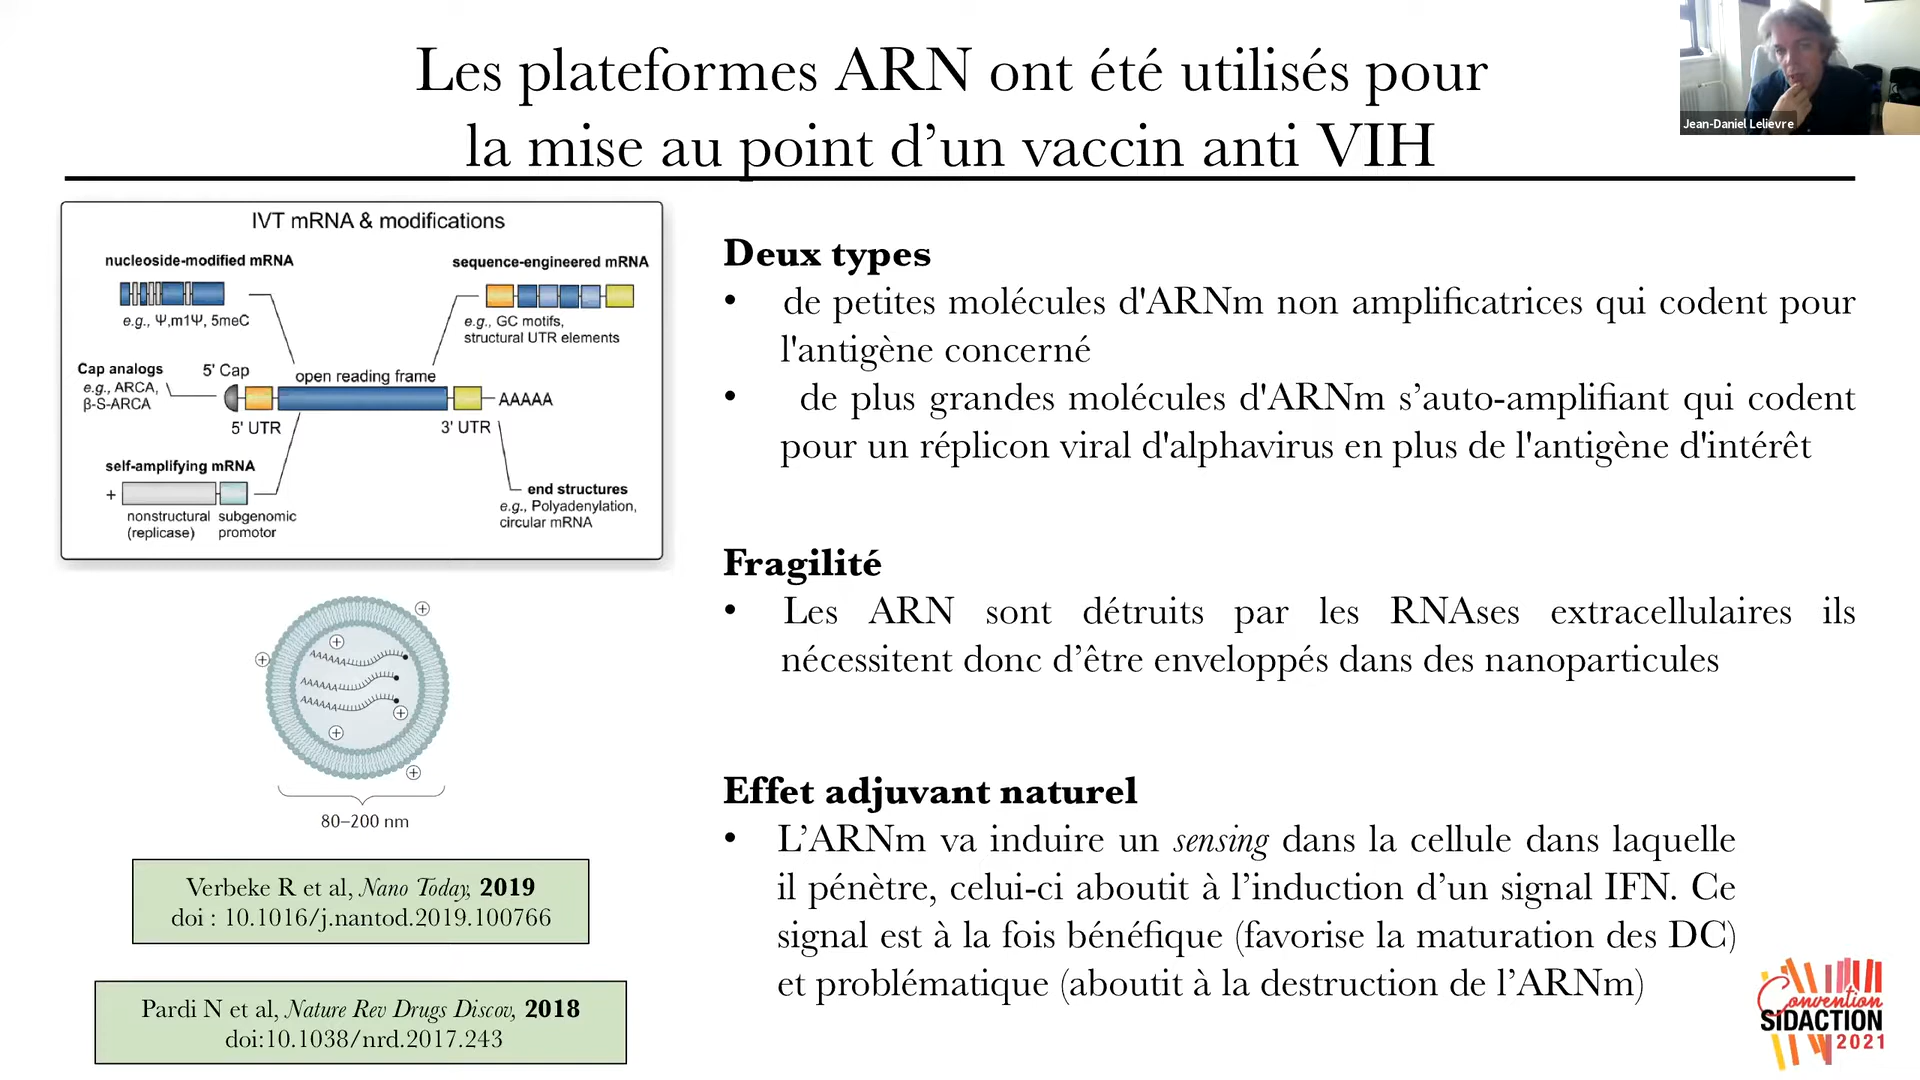 Les plateformes ARN ont été utilisés pour
la mise au point d’un vaccin anti VIH
Jean-Daniel Lelievre
IVT mRNA & modifications
nucleoside-modified mRNA
e.g., Ψ,m1Ψ, 5meC
sequence-engineered mRNA
e.g., GC motifs,
structural UTR elements
Cap analogs
e.g., ARCA,
β-S-ARCA
5' Cap
open reading frame
AAAAA
5' UTR
3' UTR
self-amplifying mRNA
+
nonstructural
(replicase)
subgenomic
promotor
end structures
e.g., Polyadenylation,
circular mRNA
AAAAAA
AAAAAA
AAAAAA
80–200 nm
Verbeke R et al, Nano Today, 2019
doi : 10.1016/j.nantod.2019.100766
Pardi N et al, Nature Rev Drugs Discov, 2018
doi:10.1038/nrd.2017.243
Deux types
• de petites molécules d'ARNm non amplificatrices qui codent pour
l'antigène concerné
• de plus grandes molécules d'ARNm s’auto-amplifiant qui codent
pour un réplicon viral d'alphavirus en plus de l'antigène d'intérêt
Fragilité
• Les ARN sont détruits par les RNAses extracellulaires ils
nécessitent donc d’être enveloppés dans des nanoparticules
Effet adjuvant naturel
• L’ARNm va induire un sensing dans la cellule dans laquelle
il pénètre, celui-ci aboutit à l’induction d’un signal IFN. Ce
signal est à la fois bénéfique (favorise la maturation des DC)
et problématique (aboutit à la destruction de l’ARNm)
Convention
SIDACTION
2021